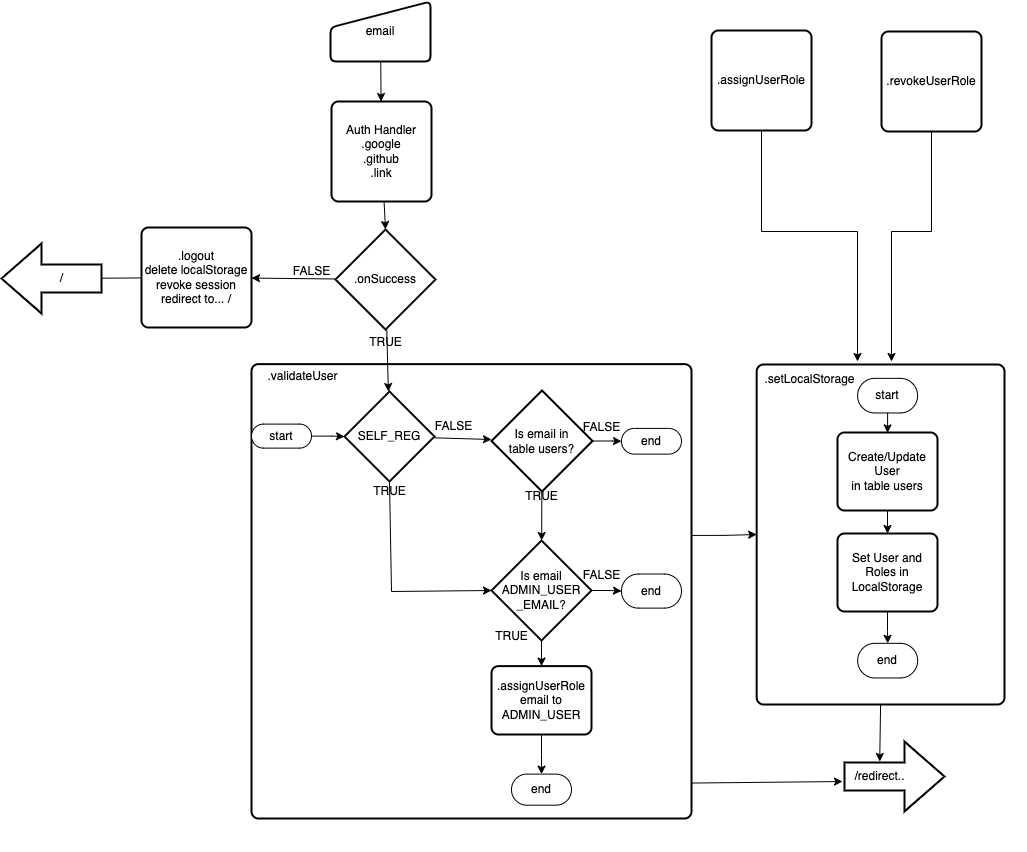 email
.assignUserRole
.revokeUserRole
Auth Handler
.google
.github
.link
.logout
delete localStorage
revoke session
redirect to... /
/
FALSE
.onSuccess
TRUE
.validateUser
start
SELF_REG
FALSE
Is email in
table users?
FALSE
end
TRUE
TRUE
Is email
ADMIN_USER
_EMAIL?
FALSE
end
TRUE
.assignUserRole
email to
ADMIN_USER
end
.setLocalStorage
start
Create/Update
User
in table users
Set User and
Roles in
LocalStorage
end
/redirect..